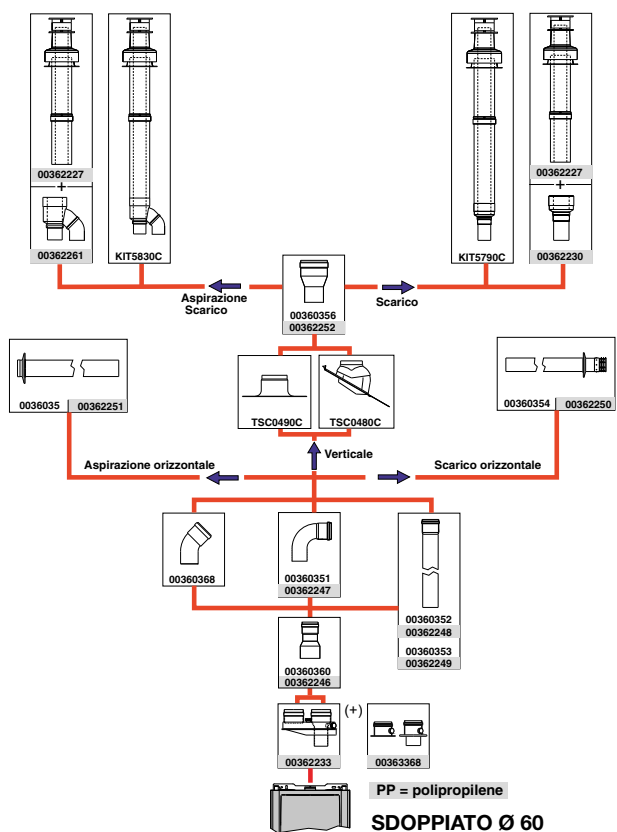 00362227
+
00362261
KIT5830C
KIT5790C
00362227
+
00362230
Aspirazione
Scarico
00360356
00362252
Scarico
0036035 00362251
TSC0490C
TSC0480C
00360354 00362250
Aspirazione orizzontale
Verticale
Scarico orizzontale
00360368
00360351
00362247
00360352
00362248
00360353
00362249
00360360
00362246
(+)
00362233
00363368
PP = polipropilene
SDOPPIATO Ø 60